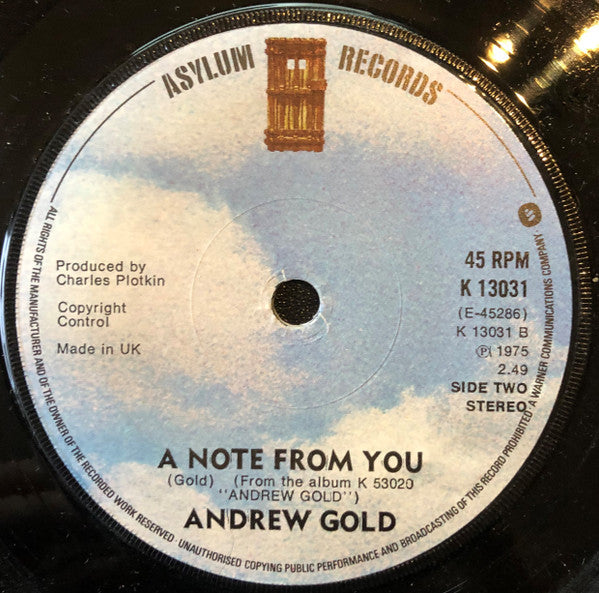 ASYLUM RECORDS
Produced by
Charles Plotkin
Copyright
Control
Made in UK
45 RPM
K 13031
(E-45286)
K 13031 B
Ⓟ 1975
2.49
SIDE TWO
STEREO
A NOTE FROM YOU
(Gold) (From the album K 53020
"ANDREW GOLD")
ANDREW GOLD
ALL RIGHTS OF THE MANUFACTURER AND OF THE OWNER OF THE RECORDED WORK RESERVED · UNAUTHORISED COPYING PUBLIC PERFORMANCE AND BROADCASTING OF THIS RECORD PROHIBITED · A WARNER COMMUNICATIONS COMPANY